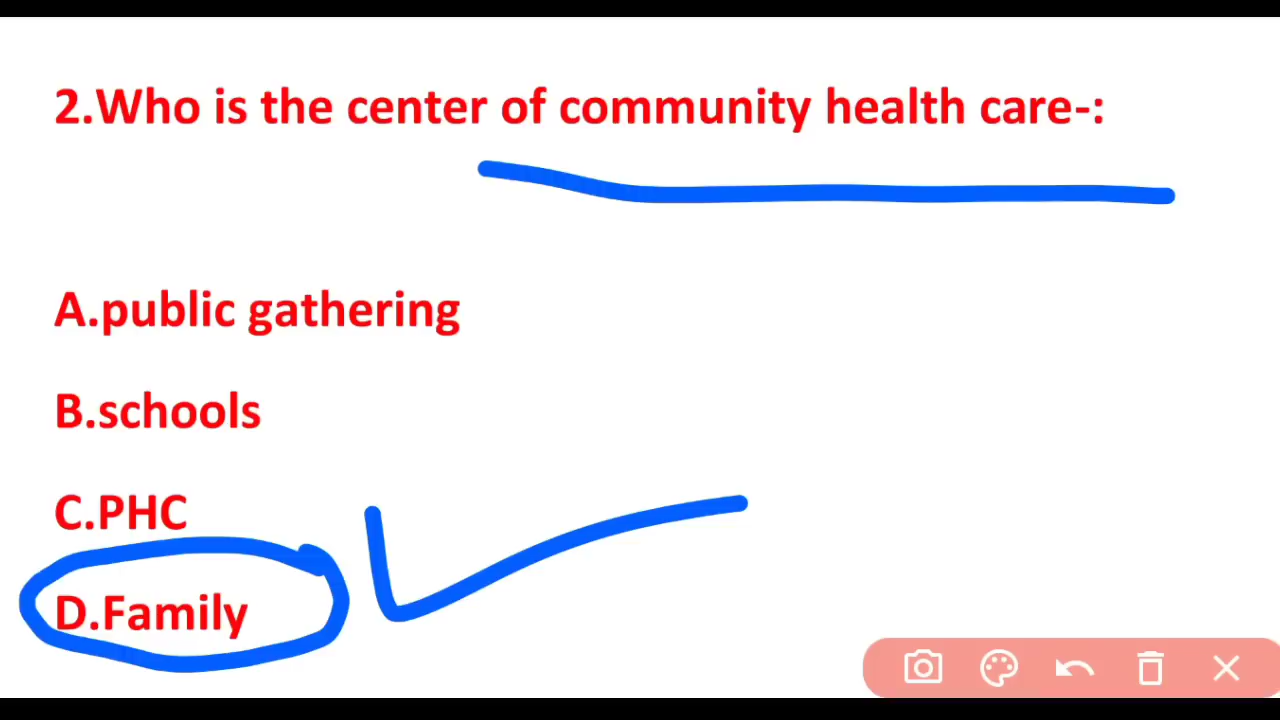 2.Who is the center of community health care-:
A.public gathering
B.schools
C.PHC
D.Family